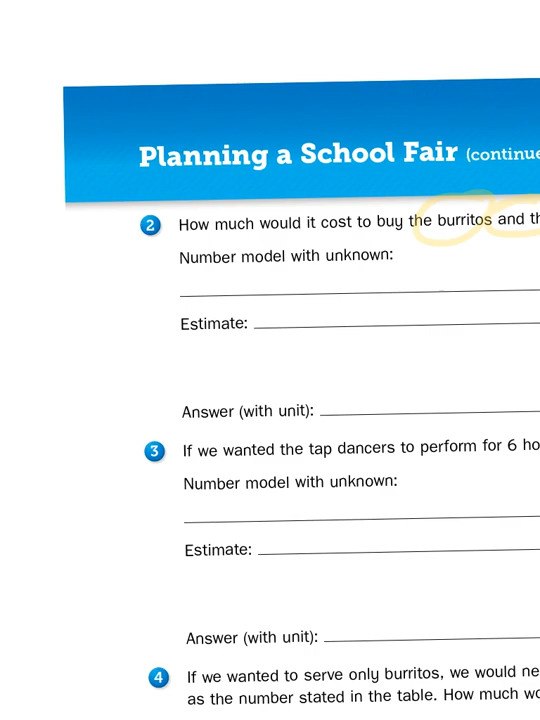 Planning a School Fair (continue
2 How much would it cost to buy the burritos and th
Number model with unknown:
Estimate:
Answer (with unit):
3 If we wanted the tap dancers to perform for 6 ho
Number model with unknown:
Estimate:
Answer (with unit):
4 If we wanted to serve only burritos, we would ne
as the number stated in the table. How much wo